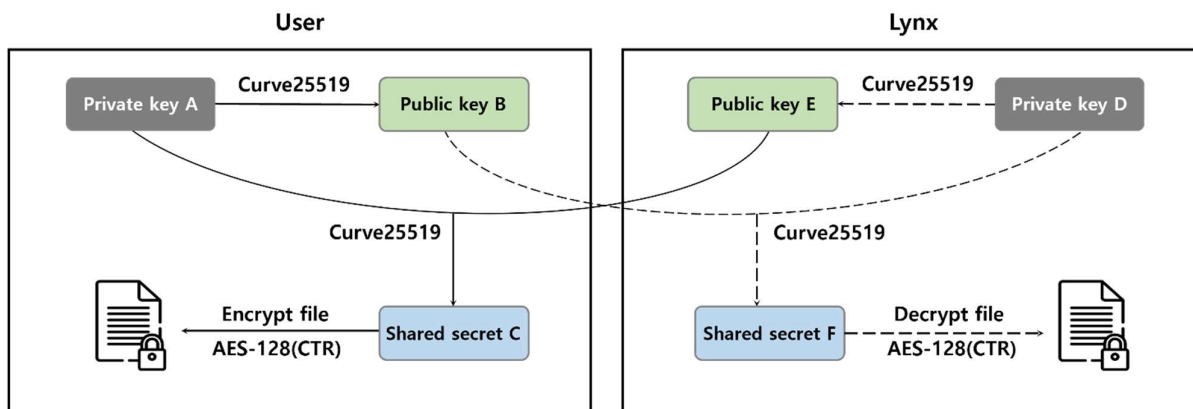 User
Lynx
Curve25519
Private key A
Public key B
Public key E
Curve25519
Private key D
Curve25519
Curve25519
Encrypt file
AES-128(CTR)
Shared secret C
Shared secret F
Decrypt file
AES-128(CTR)